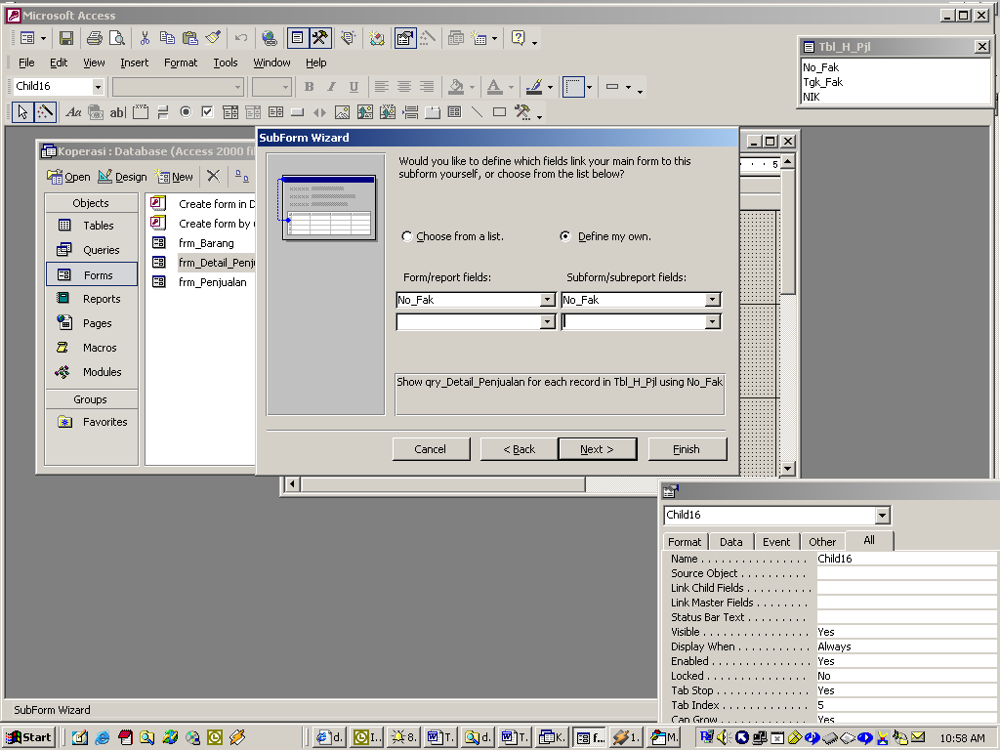 Microsoft Access
File Edit View Insert Format Tools Window Help
Child16
B I U
A
Aa ab|
Tbl_H_Pjl
No_Fak
Tgk_Fak
NIK
Koperasi : Database (Access 2000 fi
Open Design New
Objects
Tables
Queries
Forms
Reports
Pages
Macros
Modules
Groups
Favorites
Create form in D
Create form by
frm_Barang
frm_Detail_Penj
frm_Penjualan
SubForm Wizard
Would you like to define which fields link your main form to this
subform yourself, or choose from the list below?
Choose from a list. Define my own.
Form/report fields: Subform/subreport fields:
No_Fak No_Fak
Show qry_Detail_Penjualan for each record in Tbl_H_Pjl using No_Fak
Cancel < Back Next > Finish
5
Child16
Format Data Event Other All
Name . . . . . . . . . . . . . . . . Child16
Source Object . . . . . . . . . .
Link Child Fields . . . . . . . . . .
Link Master Fields . . . . . . . .
Status Bar Text . . . . . . . . .
Visible . . . . . . . . . . . . . . . . Yes
Display When . . . . . . . . . . . Always
Enabled . . . . . . . . . . . . . . . Yes
Locked . . . . . . . . . . . . . . . No
Tab Stop . . . . . . . . . . . . . . Yes
Tab Index . . . . . . . . . . . . . 5
Can Grow . . . . . . . . . . . . . Yes
SubForm Wizard
Start d. I.. 8. T. d. T. K. f... 1. M. 10:58 AM